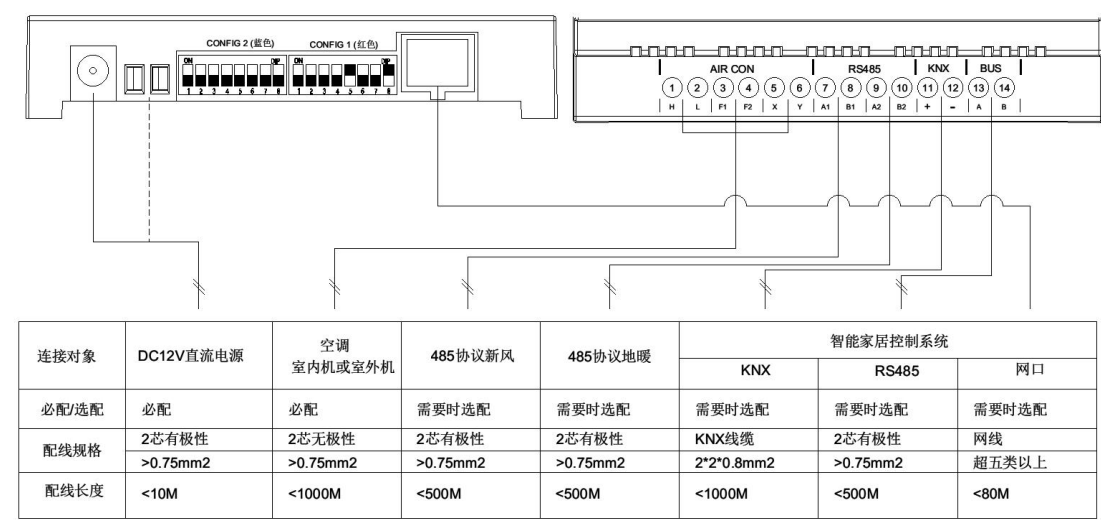 CONFIG 2 (蓝色)
CONFIG 1 (红色)
ON DIP
1 2 3 4 5 6 7 8
ON DIP
1 2 3 4 5 6 7 8
AIR CON RS485 KNX BUS
1 2 3 4 5 6 7 8 9 10 11 12 13 14
H L F1 F2 X Y A1 B1 A2 B2 + - A B
连接对象 DC12V直流电源 空调 485协议新风 485协议地暖 智能家居控制系统
室内机或室外机 KNX RS485 网口
必配/选配 必配 必配 需要时选配 需要时选配 需要时选配 需要时选配 需要时选配
配线规格 2芯有极性 2芯无极性 2芯有极性 2芯有极性 KNX线缆 2芯有极性 网线
>0.75mm2 >0.75mm2 >0.75mm2 >0.75mm2 2*2*0.8mm2 >0.75mm2 超五类以上
配线长度 <10M <1000M <500M <500M <1000M <500M <80M